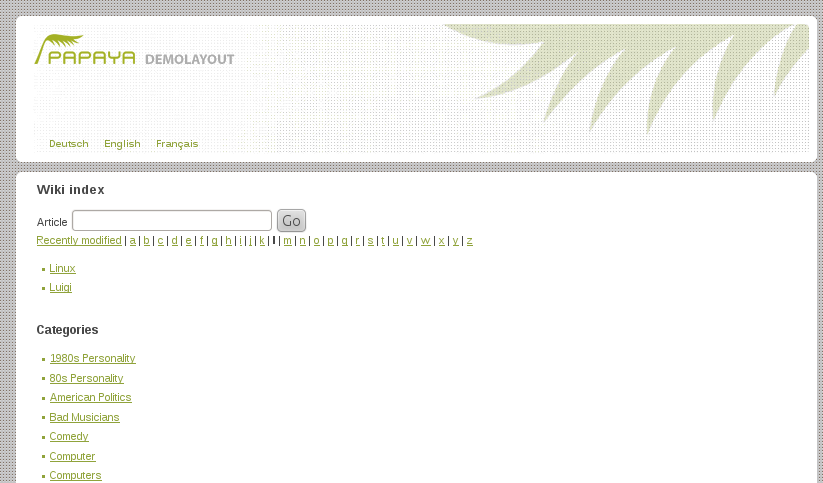 PAPAYA DEMOLAYOUT
Deutsch English Français
Wiki index
Article Go
Recently modified | a | b | c | d | e | f | g | h | i | j | k | l | m | n | o | p | q | r | s | t | u | v | w | x | y | z
Linux
Luigi
Categories
1980s Personality
80s Personality
American Politics
Bad Musicians
Comedy
Computer
Computers